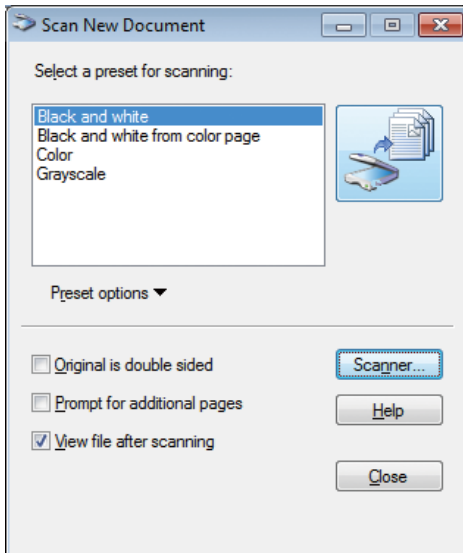 Scan New Document
Select a preset for scanning:
Black and white
Black and white from color page
Color
Grayscale
Preset options
Original is double sided
Scanner...
Prompt for additional pages
Help
View file after scanning
Close